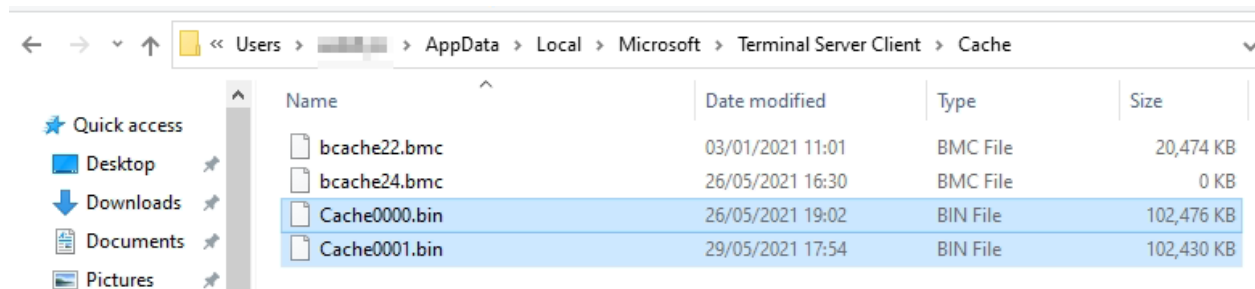 « Users › › AppData › Local › Microsoft › Terminal Server Client › Cache
Name Date modified Type Size
Quick access
Desktop
Downloads
Documents
Pictures
bcache22.bmc 03/01/2021 11:01 BMC File 20,474 KB
bcache24.bmc 26/05/2021 16:30 BMC File 0 KB
Cache0000.bin 26/05/2021 19:02 BIN File 102,476 KB
Cache0001.bin 29/05/2021 17:54 BIN File 102,430 KB